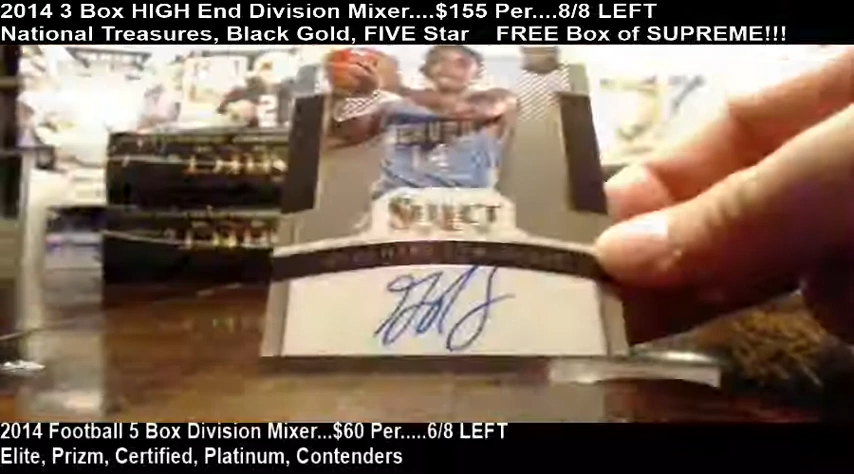 2014 3 Box HIGH End Division Mixer....$155 Per....8/8 LEFT
National Treasures, Black Gold, FIVE Star FREE Box of SUPREME!!!
SELECT
2014 Football 5 Box Division Mixer...$60 Per.....6/8 LEFT
Elite, Prizm, Certified, Platinum, Contenders